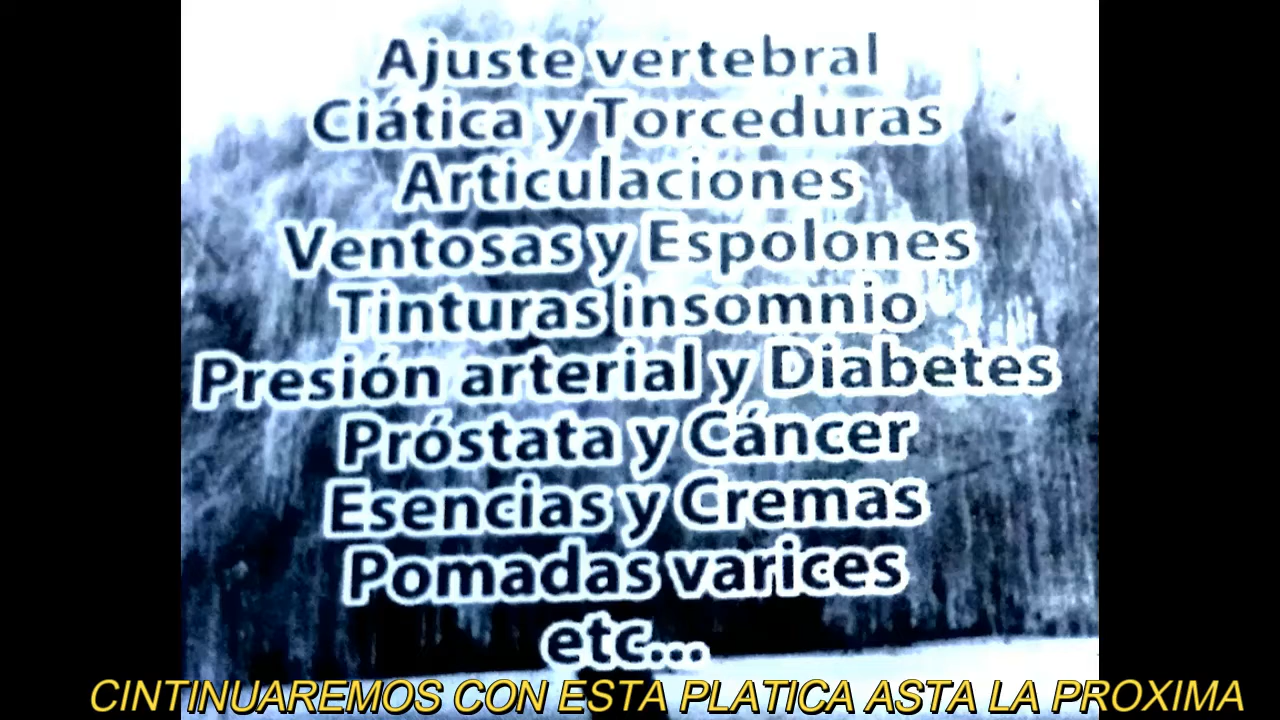 Ajuste vertebral
Ciática y Torceduras
Articulaciones
Ventosas y Espolones
Tinturas insomnio
Presión arterial y Diabetes
Próstata y Cáncer
Esencias y Cremas
Pomadas varices
etc...
CINTINUAREMOS CON ESTA PLATICA ASTA LA PROXIMA